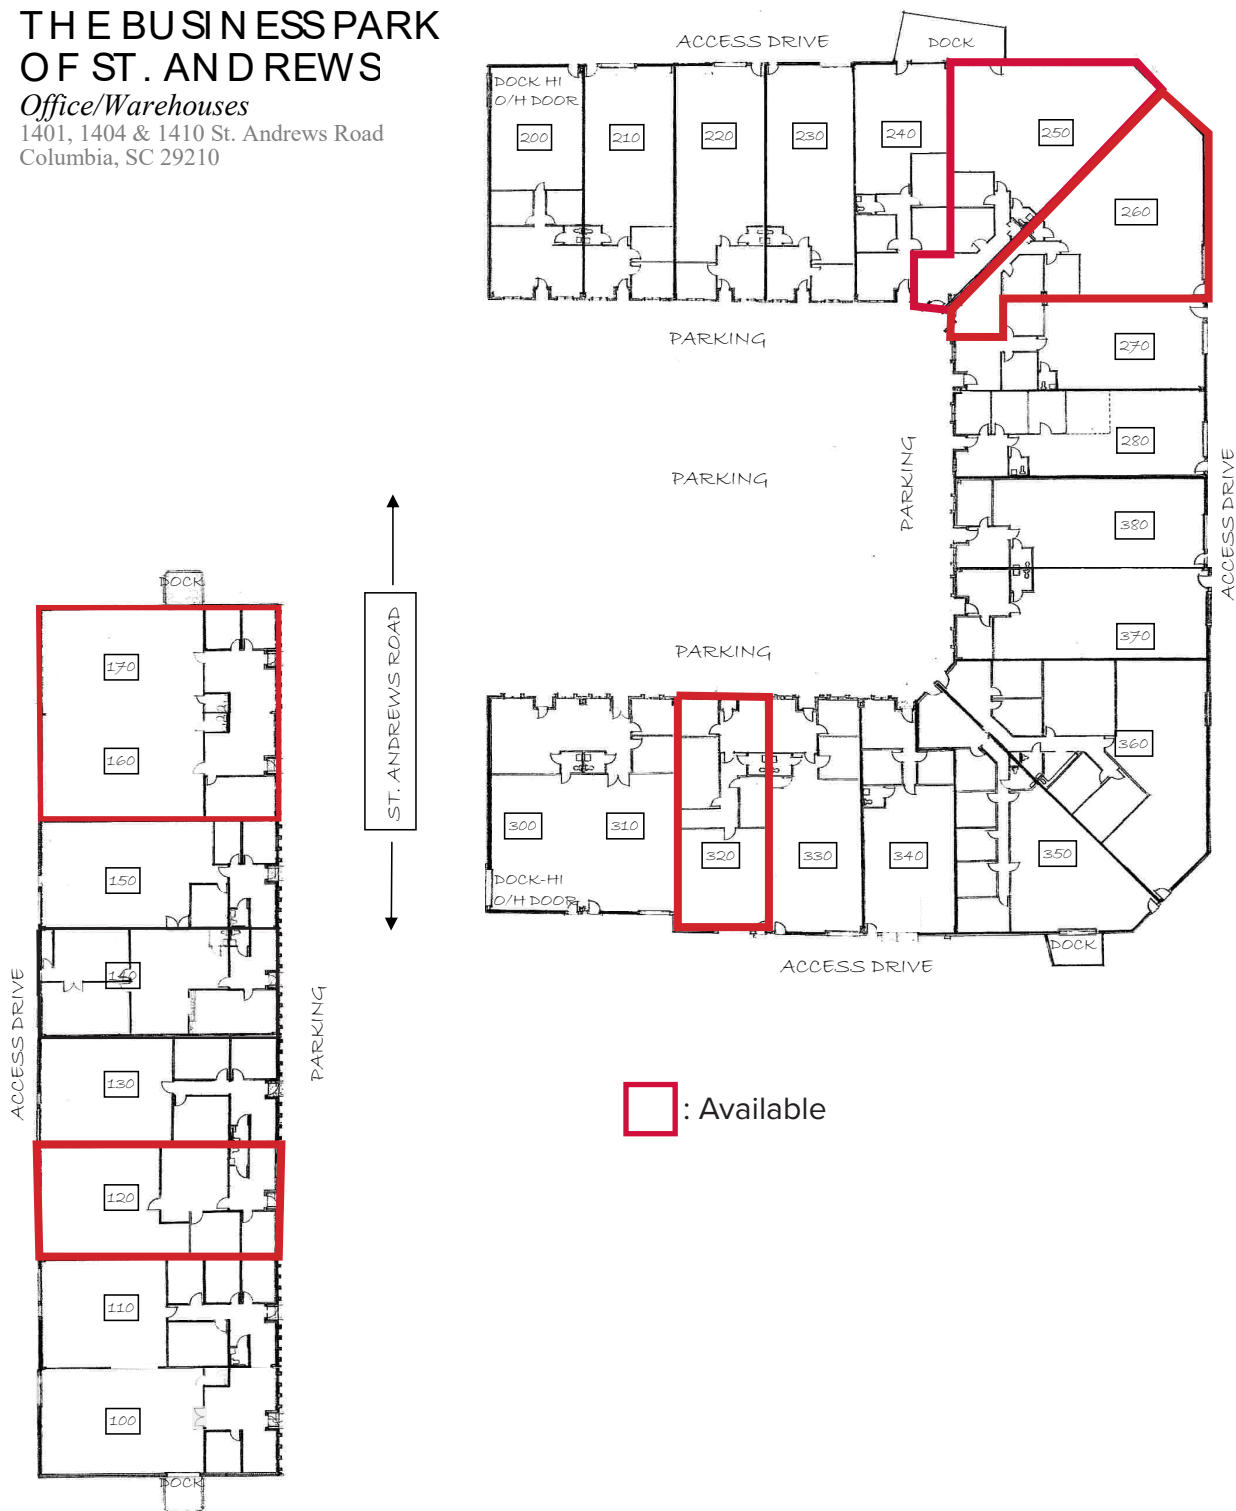 THE BUSINESS PARK
OF ST. ANDREWS
Office/Warehouses
1401, 1404 & 1410 St. Andrews Road
Columbia, SC 29210
ACCESS DRIVE
DOCK
DOCK HI
O/H DOOR
200
210
220
230
240
250
260
PARKING
270
280
PARKING
PARKING
380
ACCESS DRIVE
370
PARKING
360
300
310
320
330
340
350
DOCK-HI
O/H DOOR
DOCK
ACCESS DRIVE
ST. ANDREWS ROAD
DOCK
170
160
150
140
130
120
110
100
DOCK
ACCESS DRIVE
PARKING
: Available